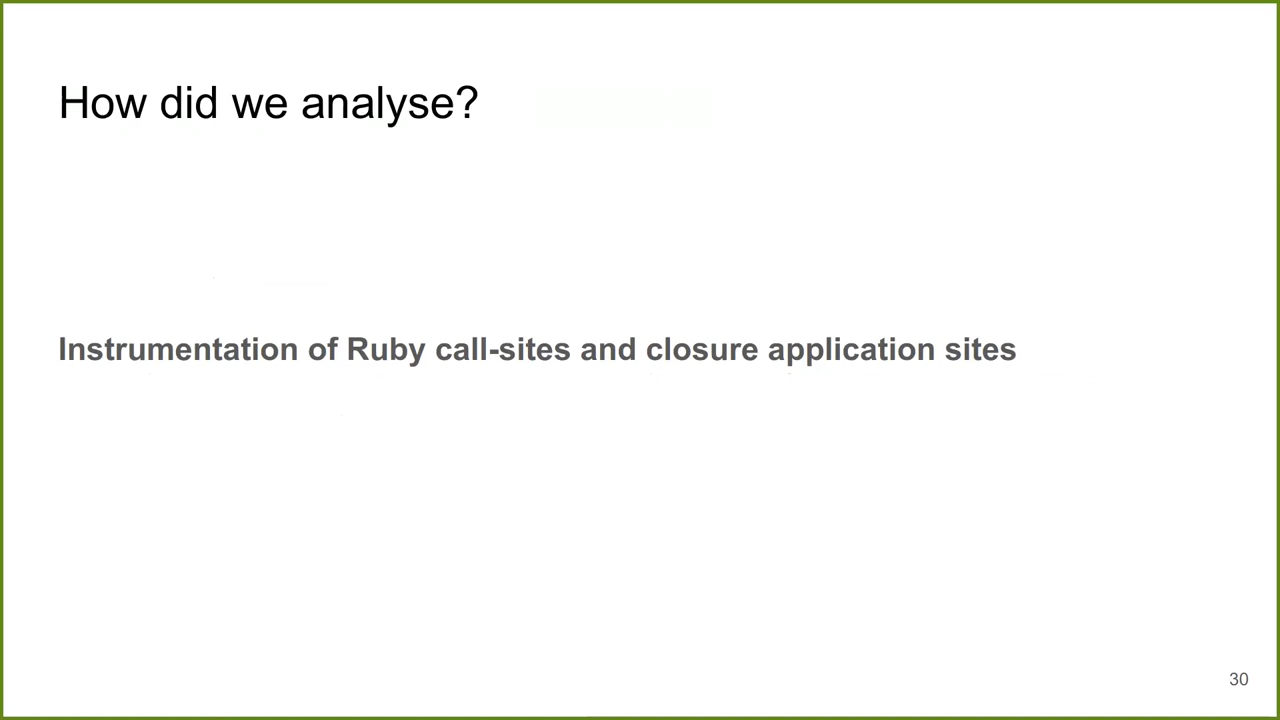 How did we analyse?
Instrumentation of Ruby call-sites and closure application sites
30